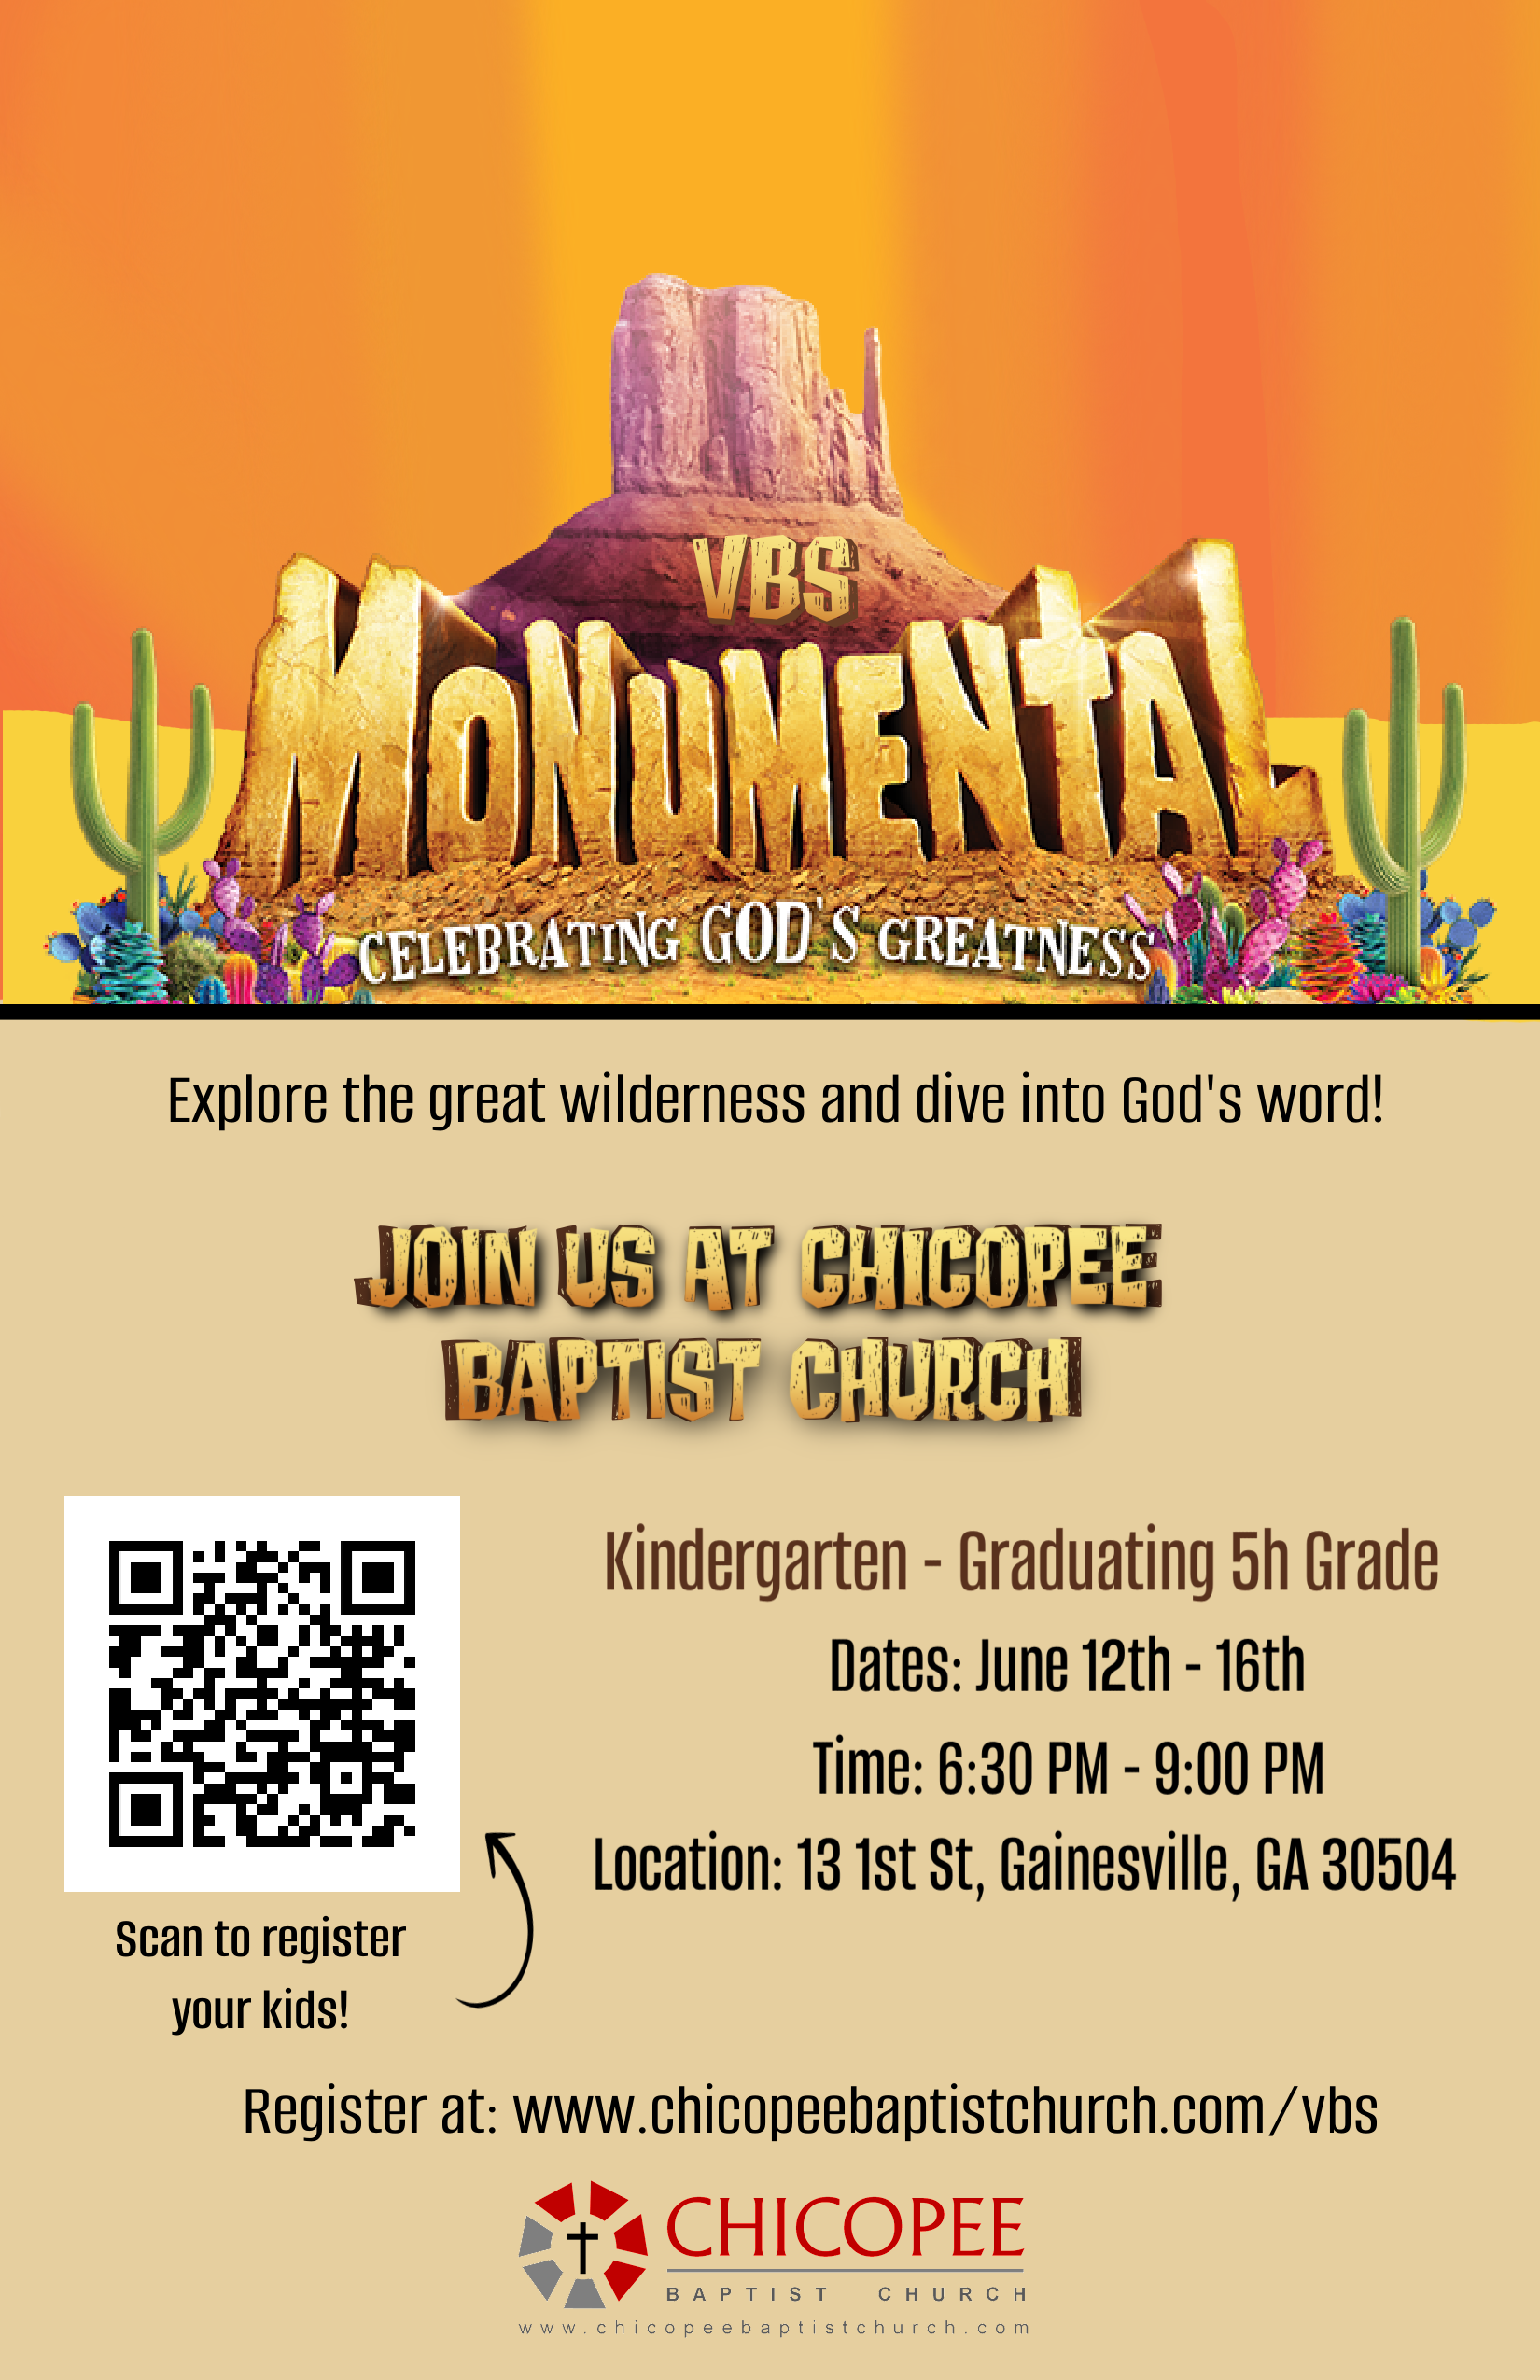 VBS
MONUMENTAL
CELEBRATING GOD'S GREATNESS
Explore the great wilderness and dive into God's word!
JOIN US AT CHICOPEE
BAPTIST CHURCH
Kindergarten - Graduating 5h Grade
Dates: June 12th - 16th
Time: 6:30 PM - 9:00 PM
Location: 13 1st St, Gainesville, GA 30504
Scan to register
your kids!
Register at: www.chicopeebaptistchurch.com/vbs
CHICOPEE
BAPTIST CHURCH
www.chicopeebaptistchurch.com